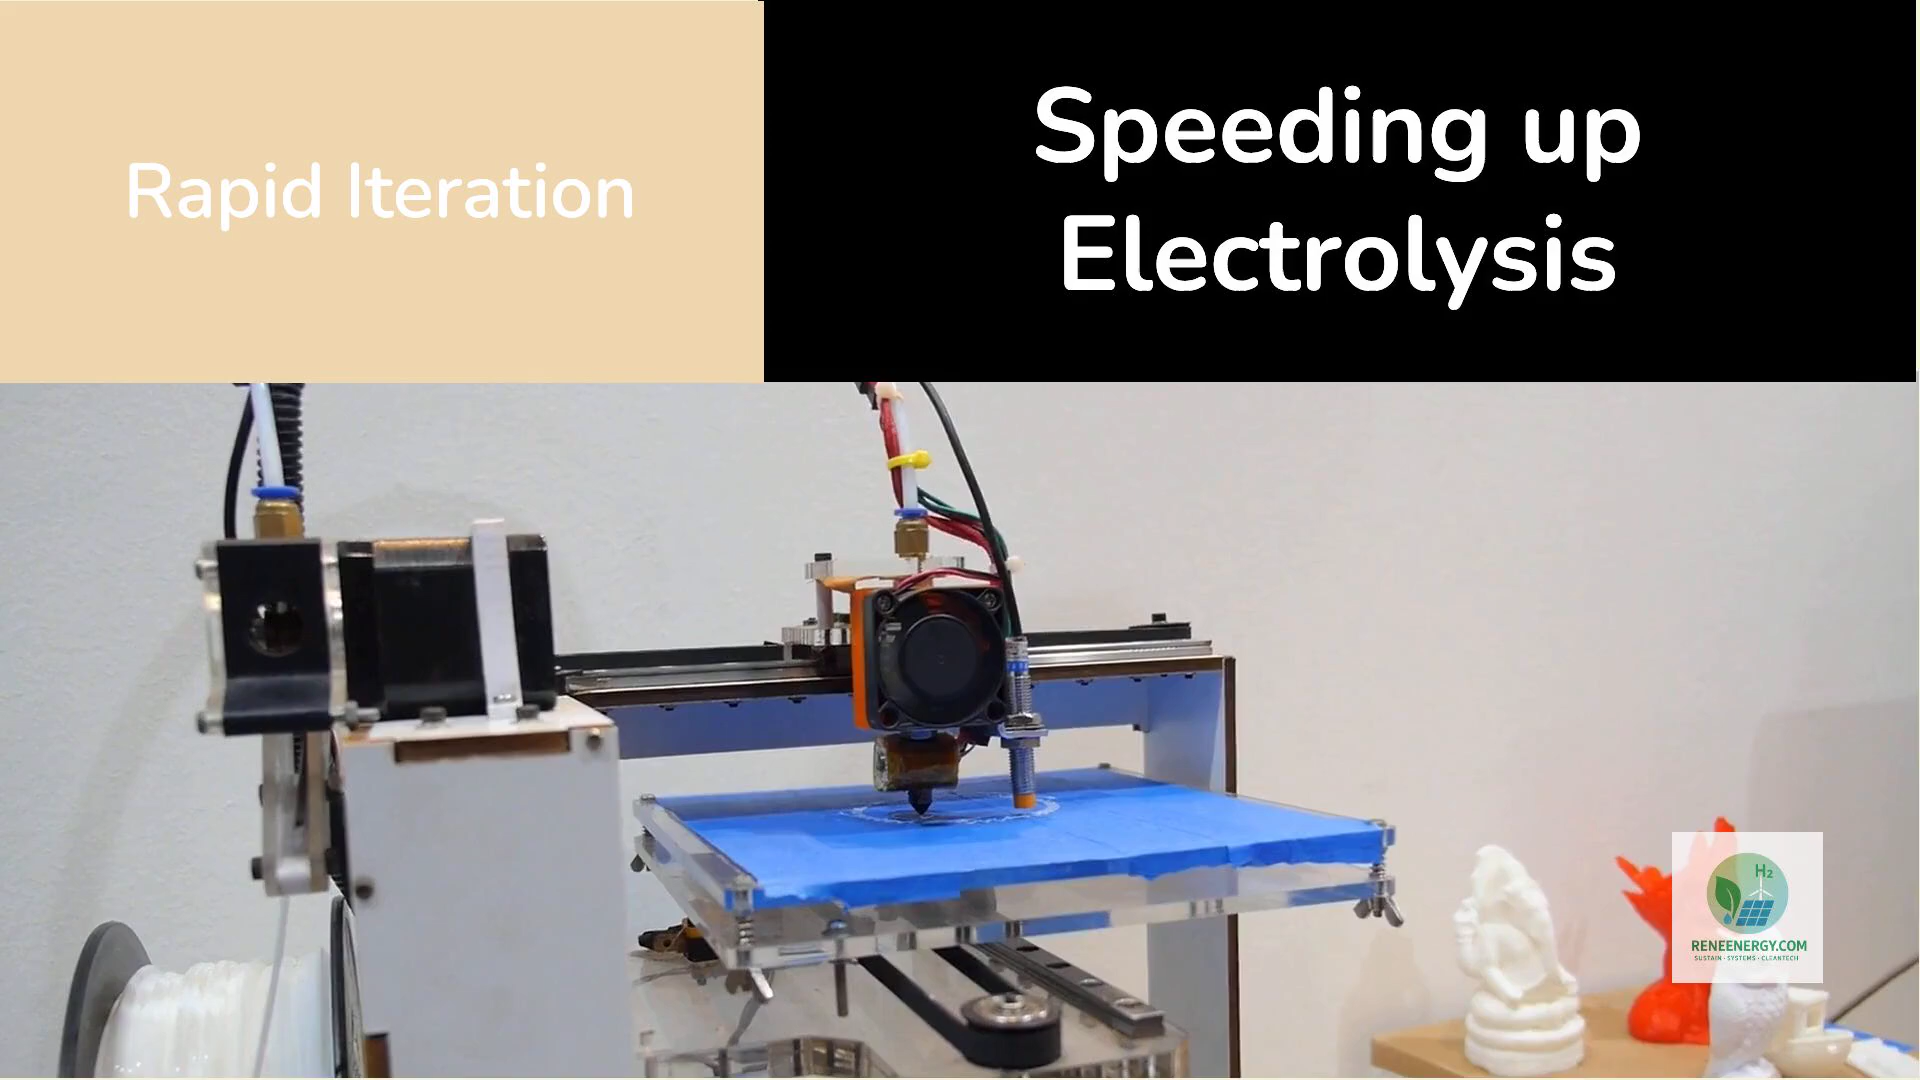 Rapid Iteration
Speeding up
Electrolysis
H₂
RENEENERGY.COM
SUSTAIN · SYSTEMS · CLEANTECH